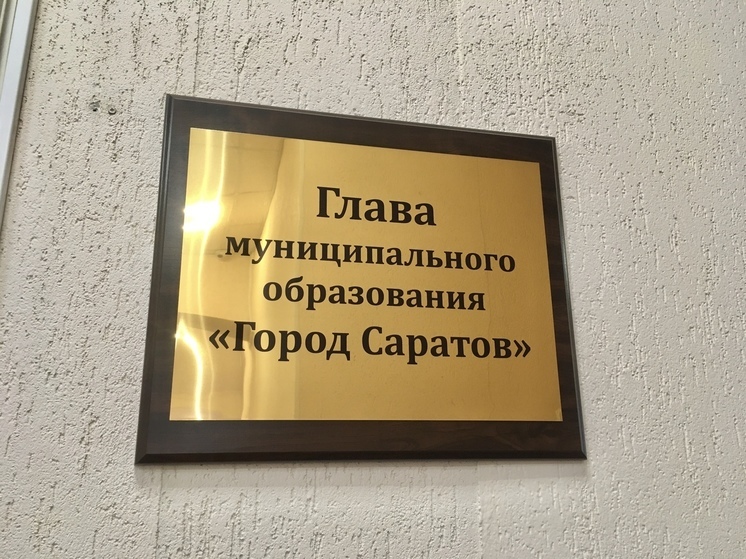 Глава
муниципального
образования
«Город Саратов»